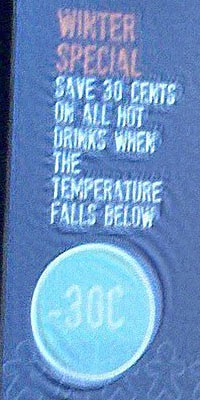 WINTER
SPECIAL
SAVE 30 CENTS
ON ALL HOT
DRINKS WHEN
THE
TEMPERATURE
FALLS BELOW
-30C